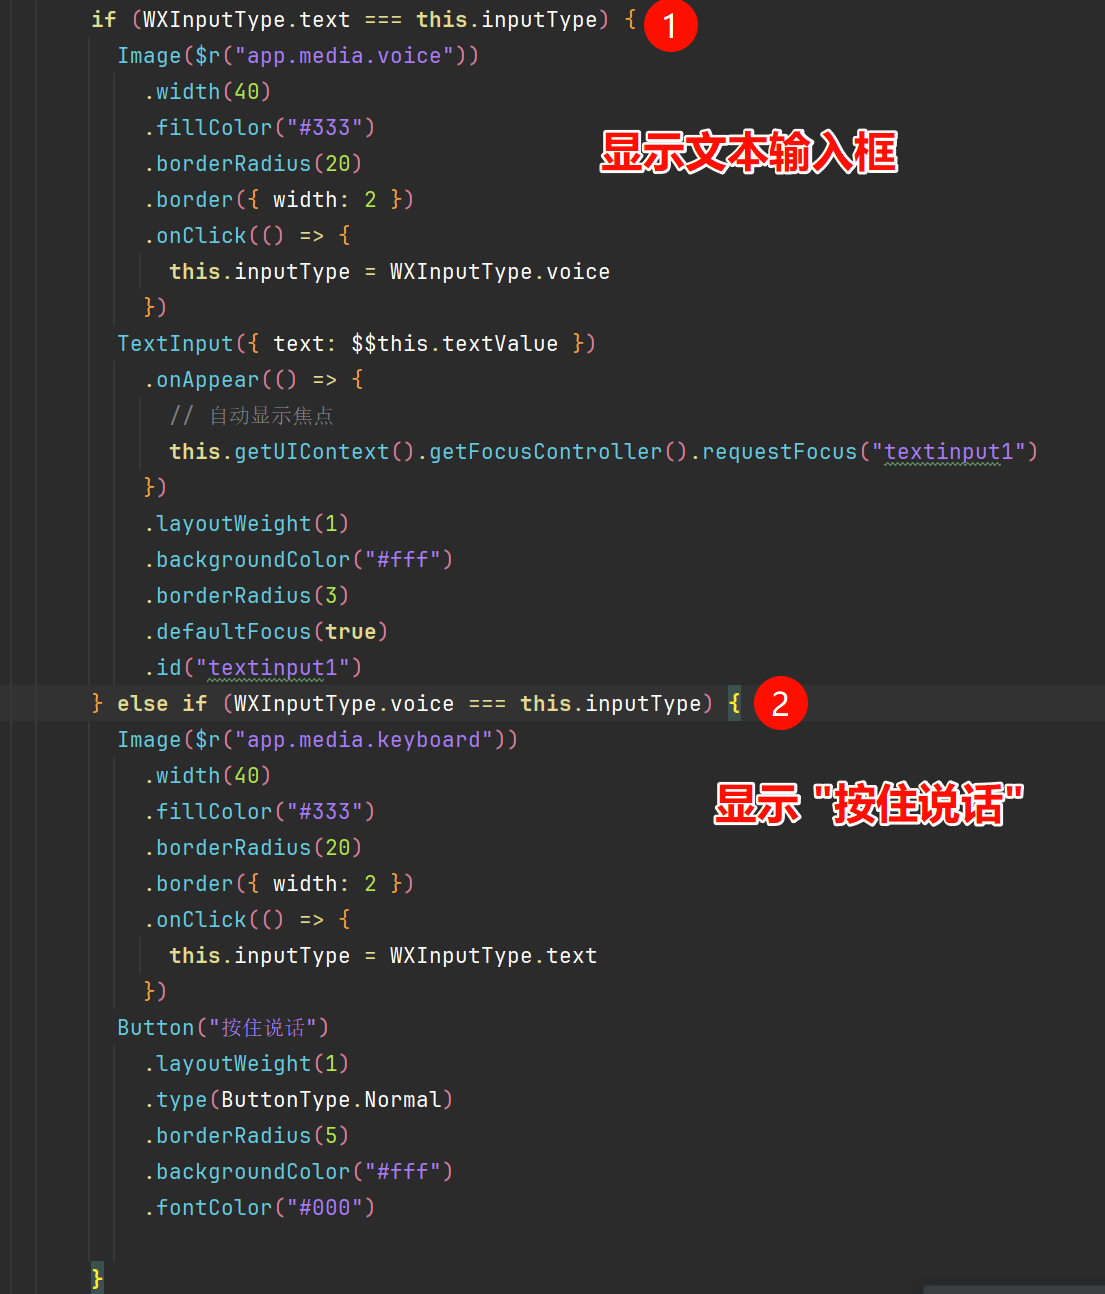 if (WXInputType.text === this.inputType) { 1
Image($r("app.media.voice"))
.width(40)
.fillColor("#333")
显示文本输入框
.borderRadius(20)
.border({ width: 2 })
.onClick(() => {
this.inputType = WXInputType.voice
})
TextInput({ text: $$this.textValue })
.onAppear(() => {
// 自动显示焦点
this.getUIContext().getFocusController().requestFocus("textinput1")
})
.layoutWeight(1)
.backgroundColor("#fff")
.borderRadius(3)
.defaultFocus(true)
.id("textinput1")
} else if (WXInputType.voice === this.inputType) { 2
Image($r("app.media.keyboard"))
.width(40)
显示 "按住说话"
.fillColor("#333")
.borderRadius(20)
.border({ width: 2 })
.onClick(() => {
this.inputType = WXInputType.text
})
Button("按住说话")
.layoutWeight(1)
.type(ButtonType.Normal)
.borderRadius(5)
.backgroundColor("#fff")
.fontColor("#000")
}